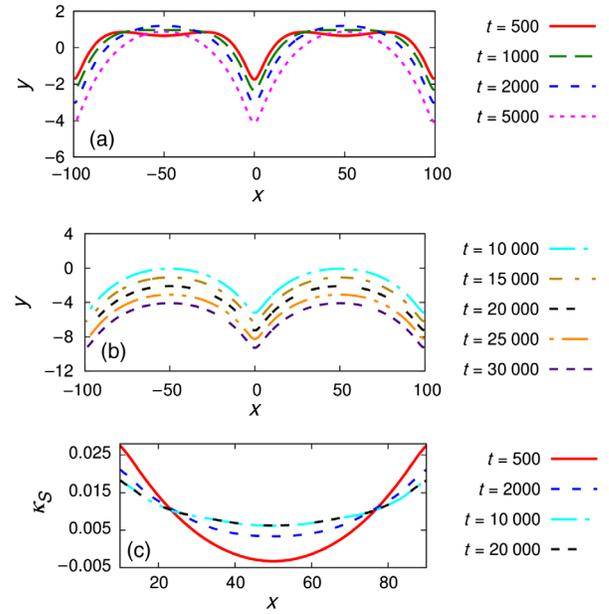 2
0
−2
−4
−6
y
(a)
−100
−50
0
50
100
x
t = 500
t = 1000
t = 2000
t = 5000
4
0
−4
−8
−12
y
(b)
−100
−50
0
50
100
x
t = 10 000
t = 15 000
t = 20 000
t = 25 000
t = 30 000
0.025
0.015
0.005
−0.005
κS
(c)
20
40
60
80
x
t = 500
t = 2000
t = 10 000
t = 20 000